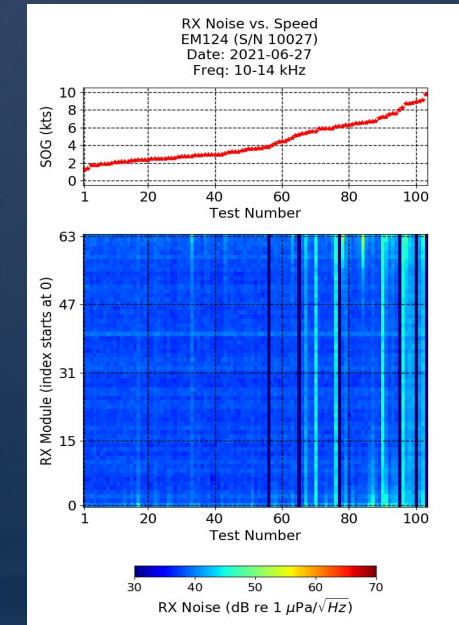 RX Noise vs. Speed
EM124 (S/N 10027)
Date: 2021-06-27
Freq: 10-14 kHz
SOG (kts)
10
8
6
4
2
0
1 20 40 60 80 100
Test Number
RX Module (index starts at 0)
63
47
31
15
0
1 20 40 60 80 100
Test Number
30 40 50 60 70
RX Noise (dB re 1 μPa/√Hz)